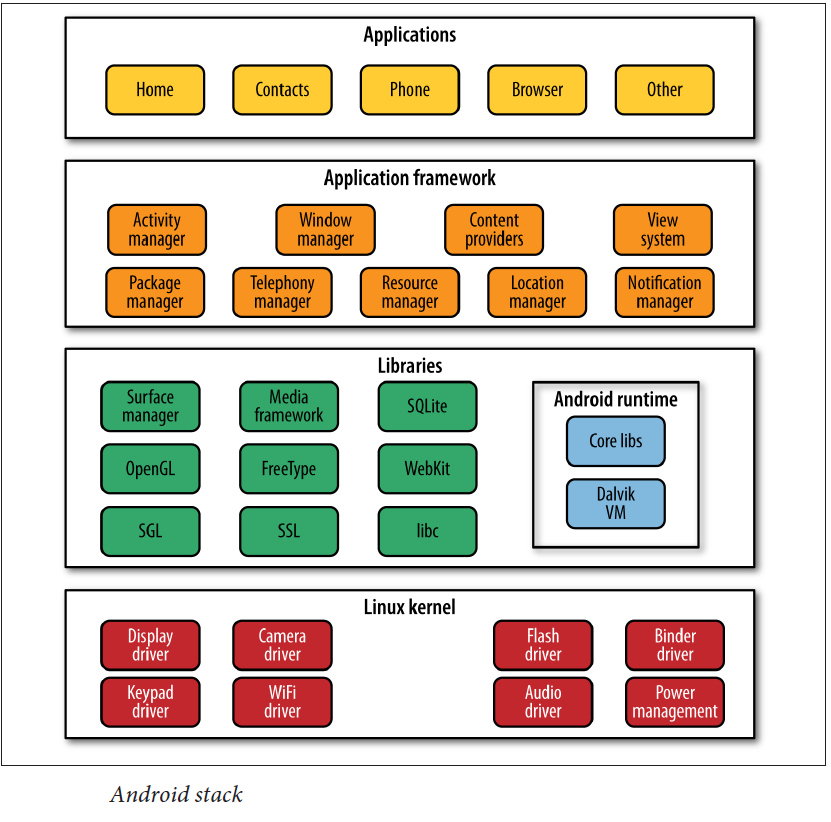 Applications
Home
Contacts
Phone
Browser
Other
Application framework
Activity
manager
Window
manager
Content
providers
View
system
Package
manager
Telephony
manager
Resource
manager
Location
manager
Notification
manager
Libraries
Surface
manager
Media
framework
SQLite
OpenGL
FreeType
WebKit
SGL
SSL
libc
Android runtime
Core libs
Dalvik
VM
Linux kernel
Display
driver
Camera
driver
Flash
driver
Binder
driver
Keypad
driver
WiFi
driver
Audio
driver
Power
management
Android stack